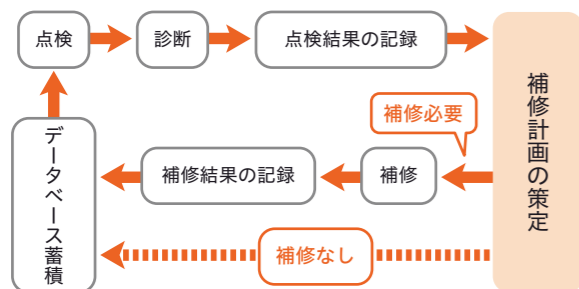 点検
診断
点検結果の記録
補修計画の策定
補修必要
補修
補修結果の記録
データベース蓄積
補修なし